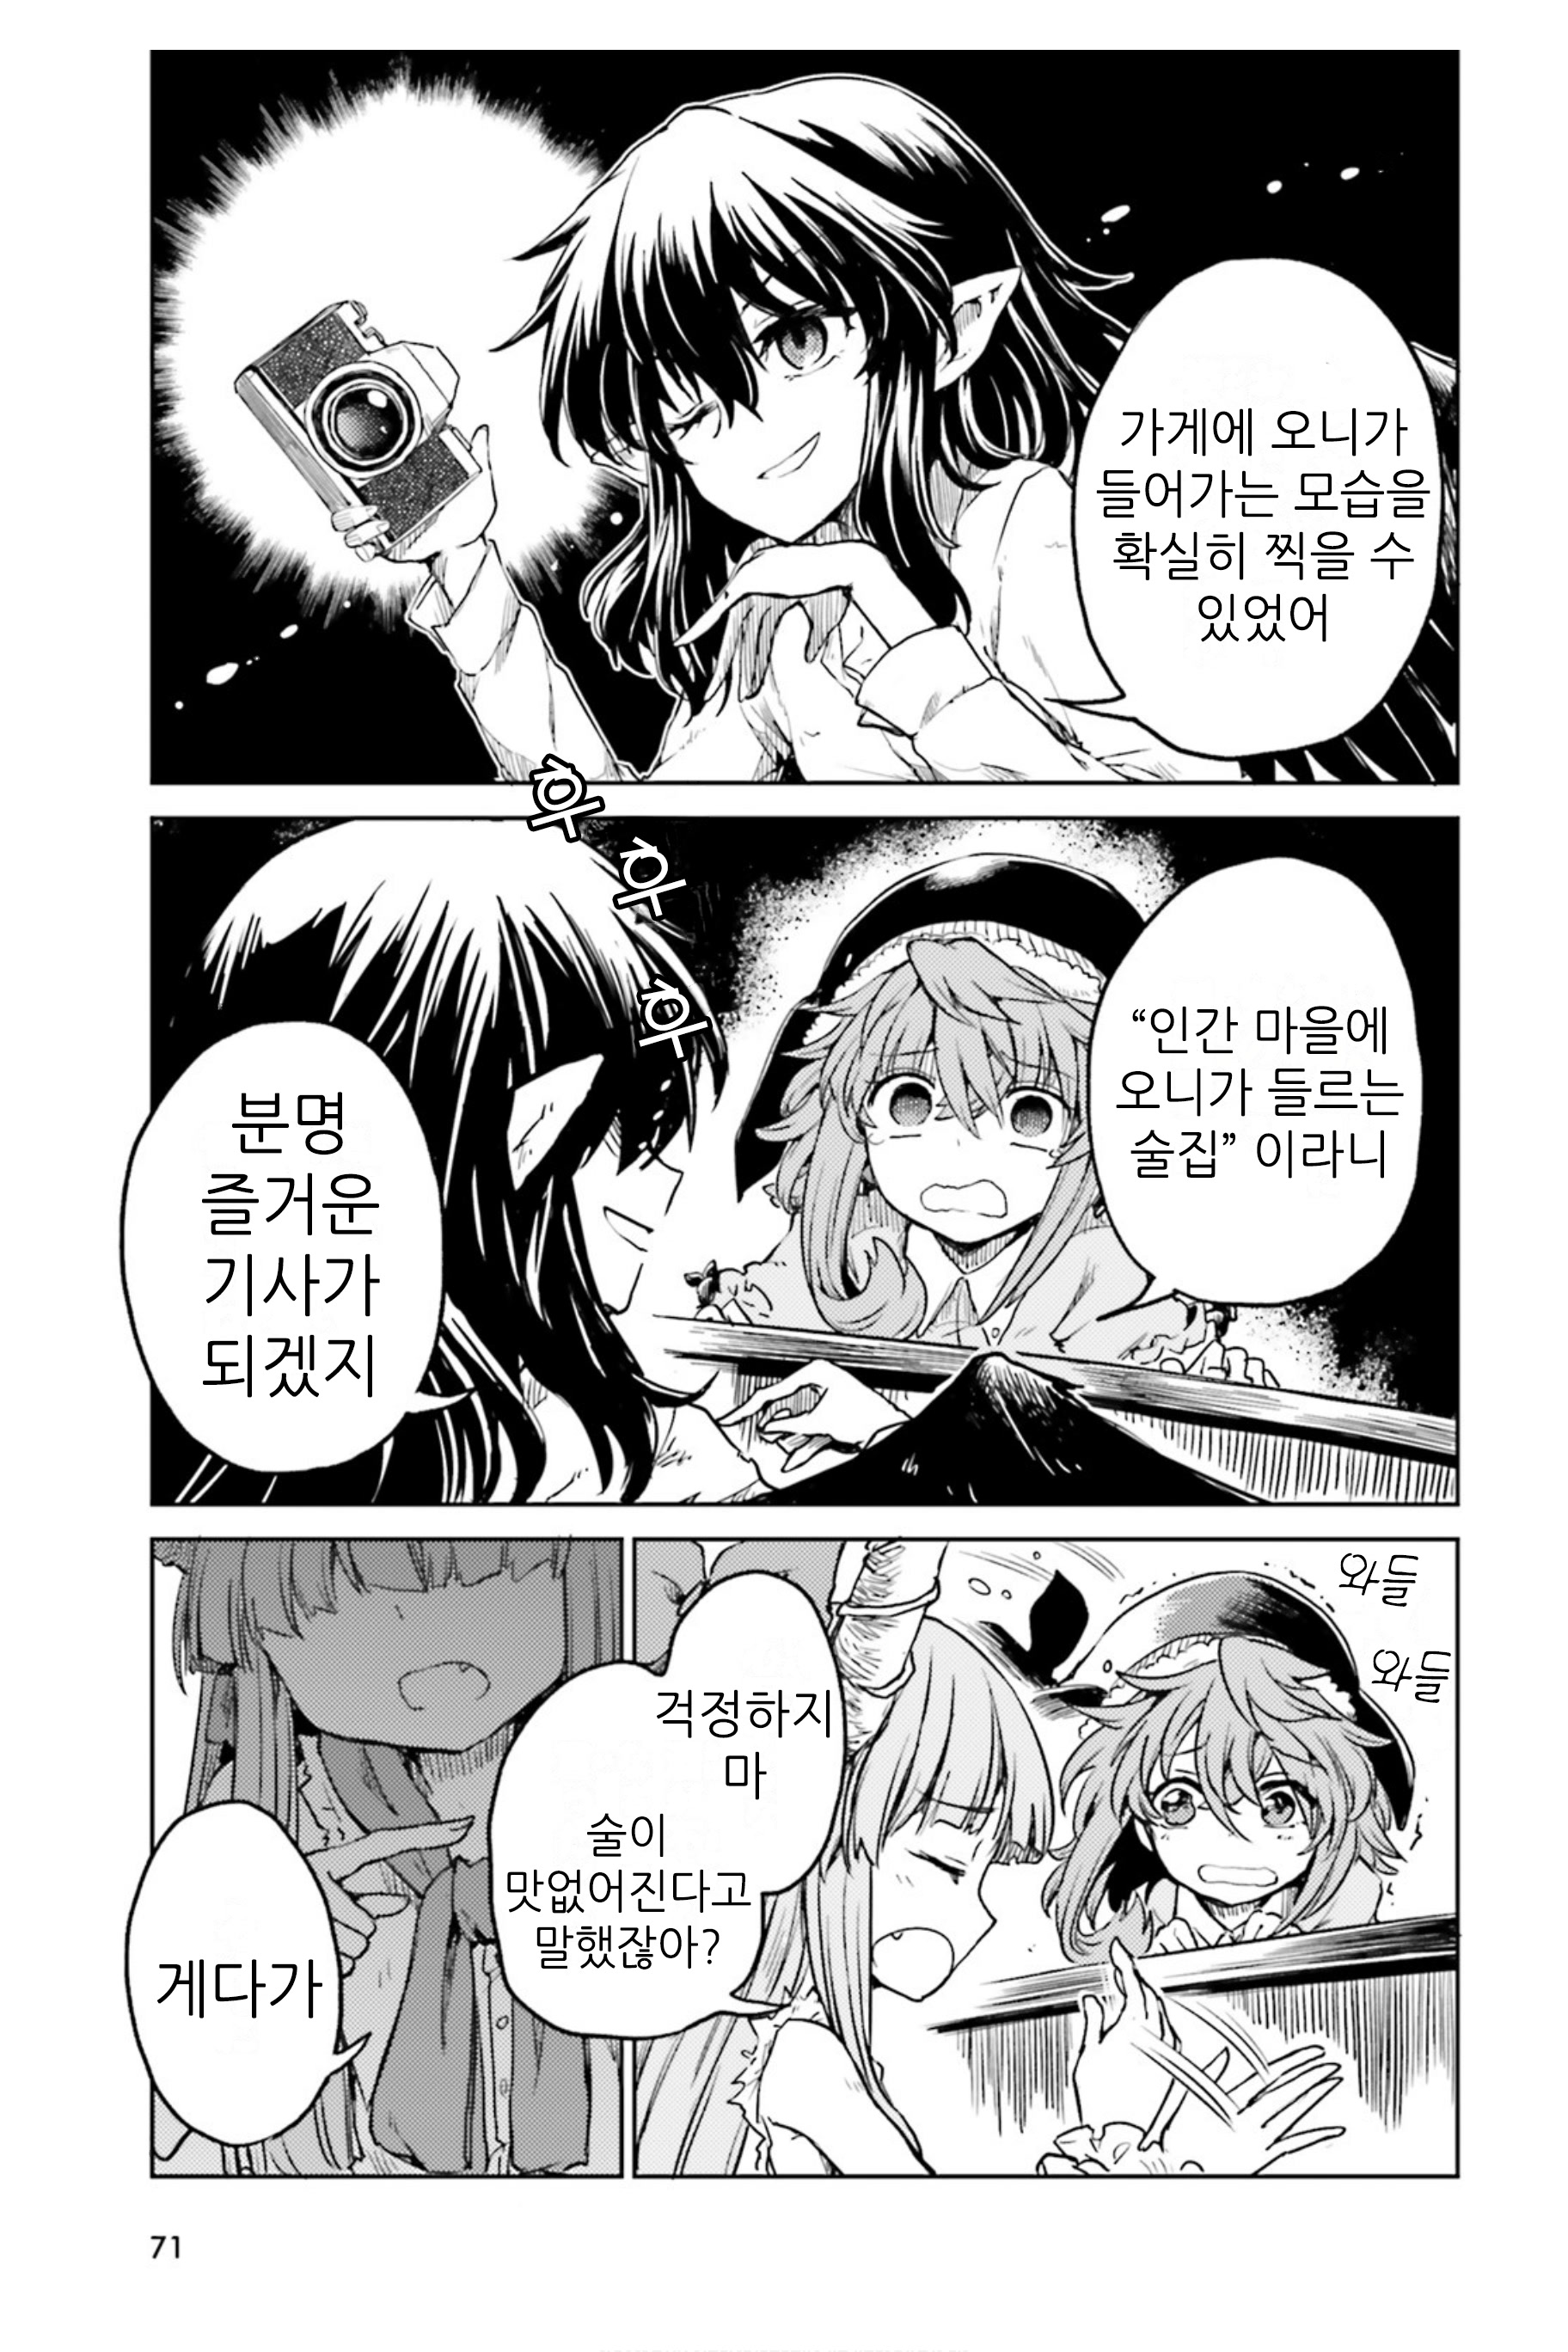 가게에 오니가
들어가는 모습을
확실히 찍을 수
있었어
후
후
후
“인간 마을에
오니가 들르는
술집” 이라니
분명
즐거운
기사가
되겠지
와들
와들
걱정하지
마
술이
맛없어진다고
말했잖아?
게다가
71